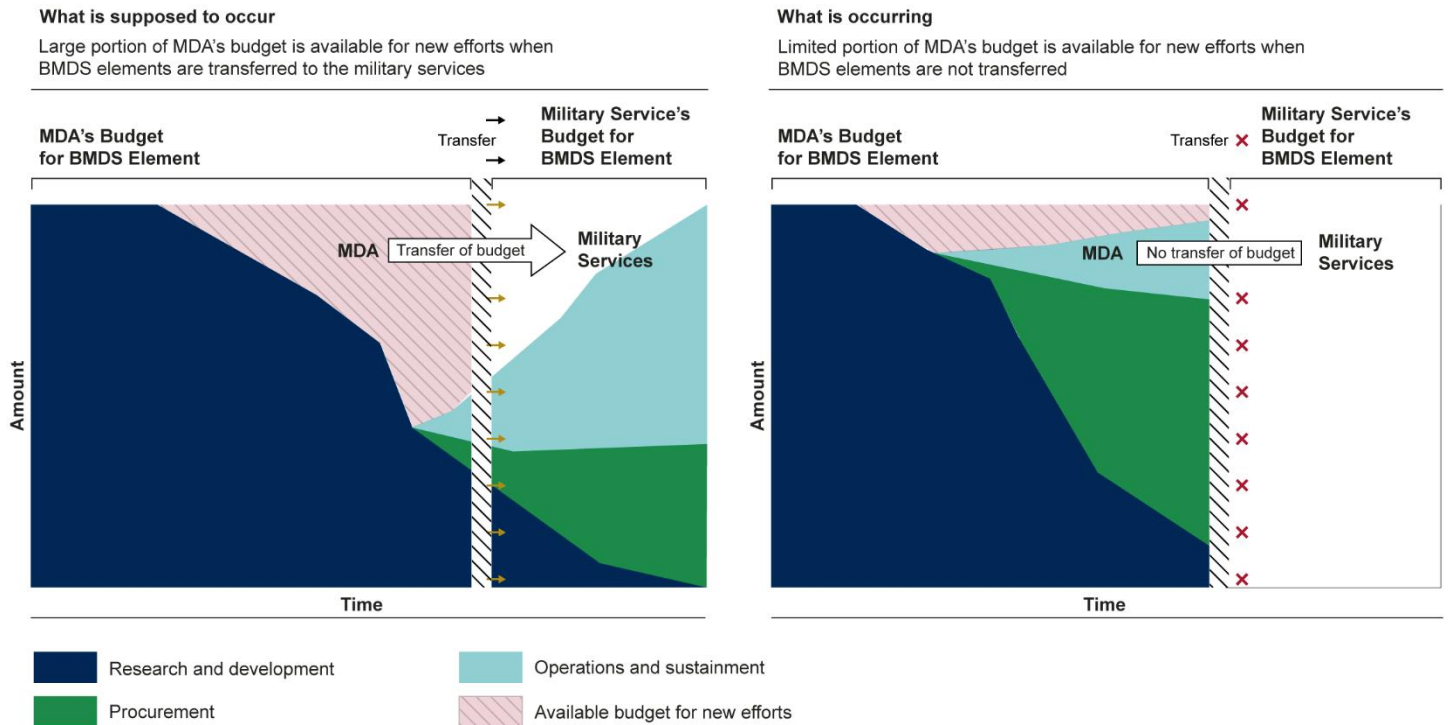 What is supposed to occur
Large portion of MDA's budget is available for new efforts when
BMDS elements are transferred to the military services
MDA's Budget
for BMDS Element
Transfer
Military Service's
Budget for
BMDS Element
MDA
Transfer of budget
Military
Services
Amount
Time
What is occurring
Limited portion of MDA's budget is available for new efforts when
BMDS elements are not transferred
MDA's Budget
for BMDS Element
Transfer
Military Service's
Budget for
BMDS Element
MDA
No transfer of budget
Military
Services
Amount
Time
Research and development
Operations and sustainment
Procurement
Available budget for new efforts